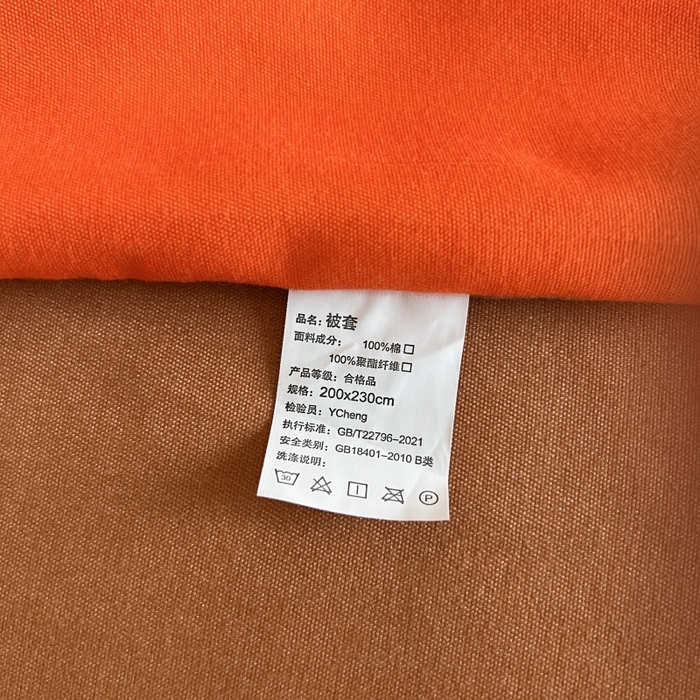 品名：被套
面料成分： 100%棉□
100%聚酯纤维□
产品等级：合格品
规格：200x230cm
检验员：YCheng
执行标准：GB/T22796-2021
安全类别：GB18401-2010 B类
洗涤说明：
30
P